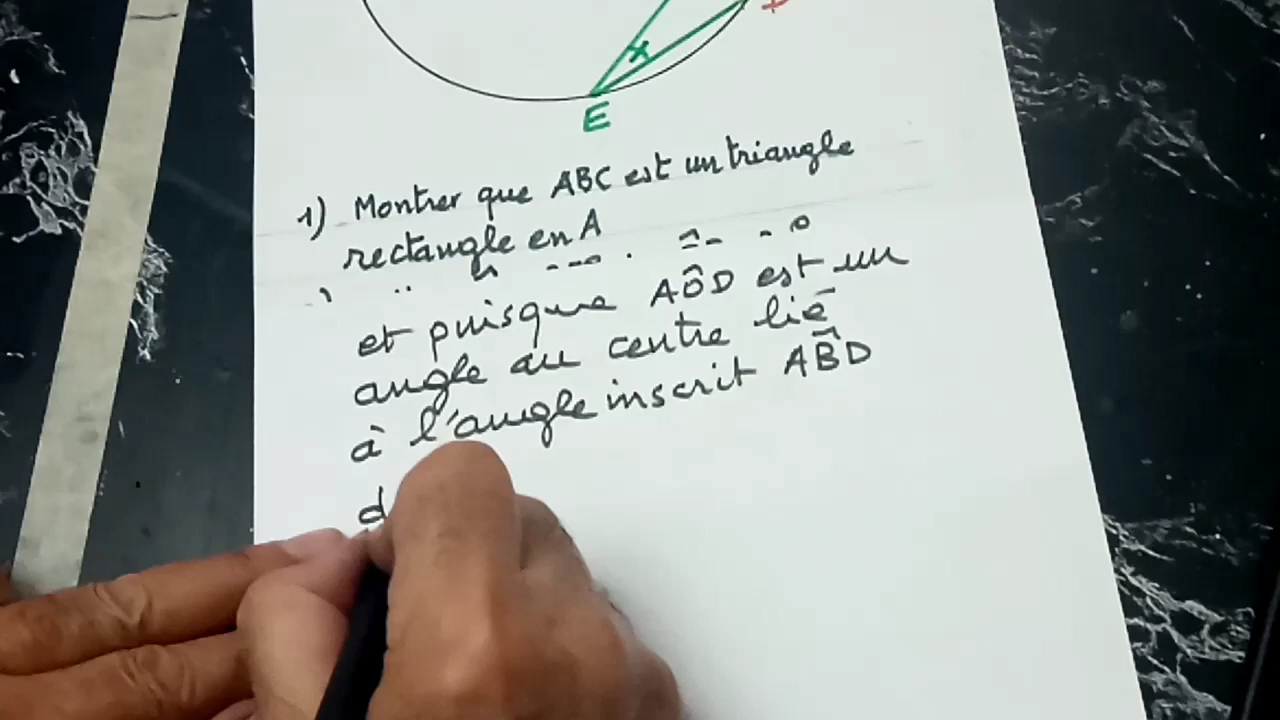 E
1) Montrer que ABC est un triangle
rectangle en A
et puisque AÔD est un
angle au centre lié
à l'angle inscrit AB̂D
d